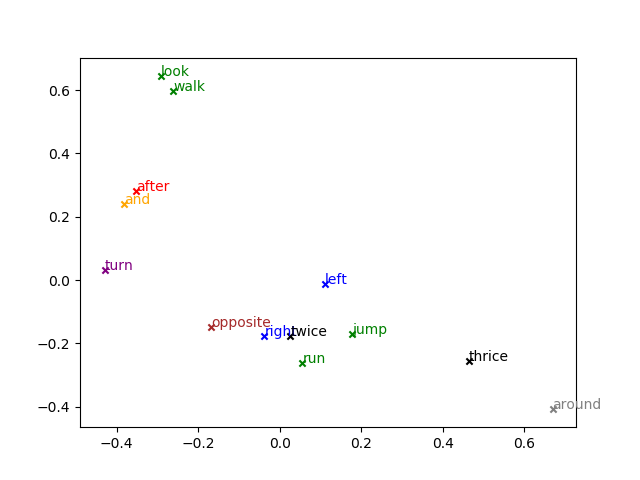 look
walk
after
and
turn
left
opposite
right
twice
jump
run
thrice
around
0.6
0.4
0.2
0.0
−0.2
−0.4
−0.4 −0.2 0.0 0.2 0.4 0.6